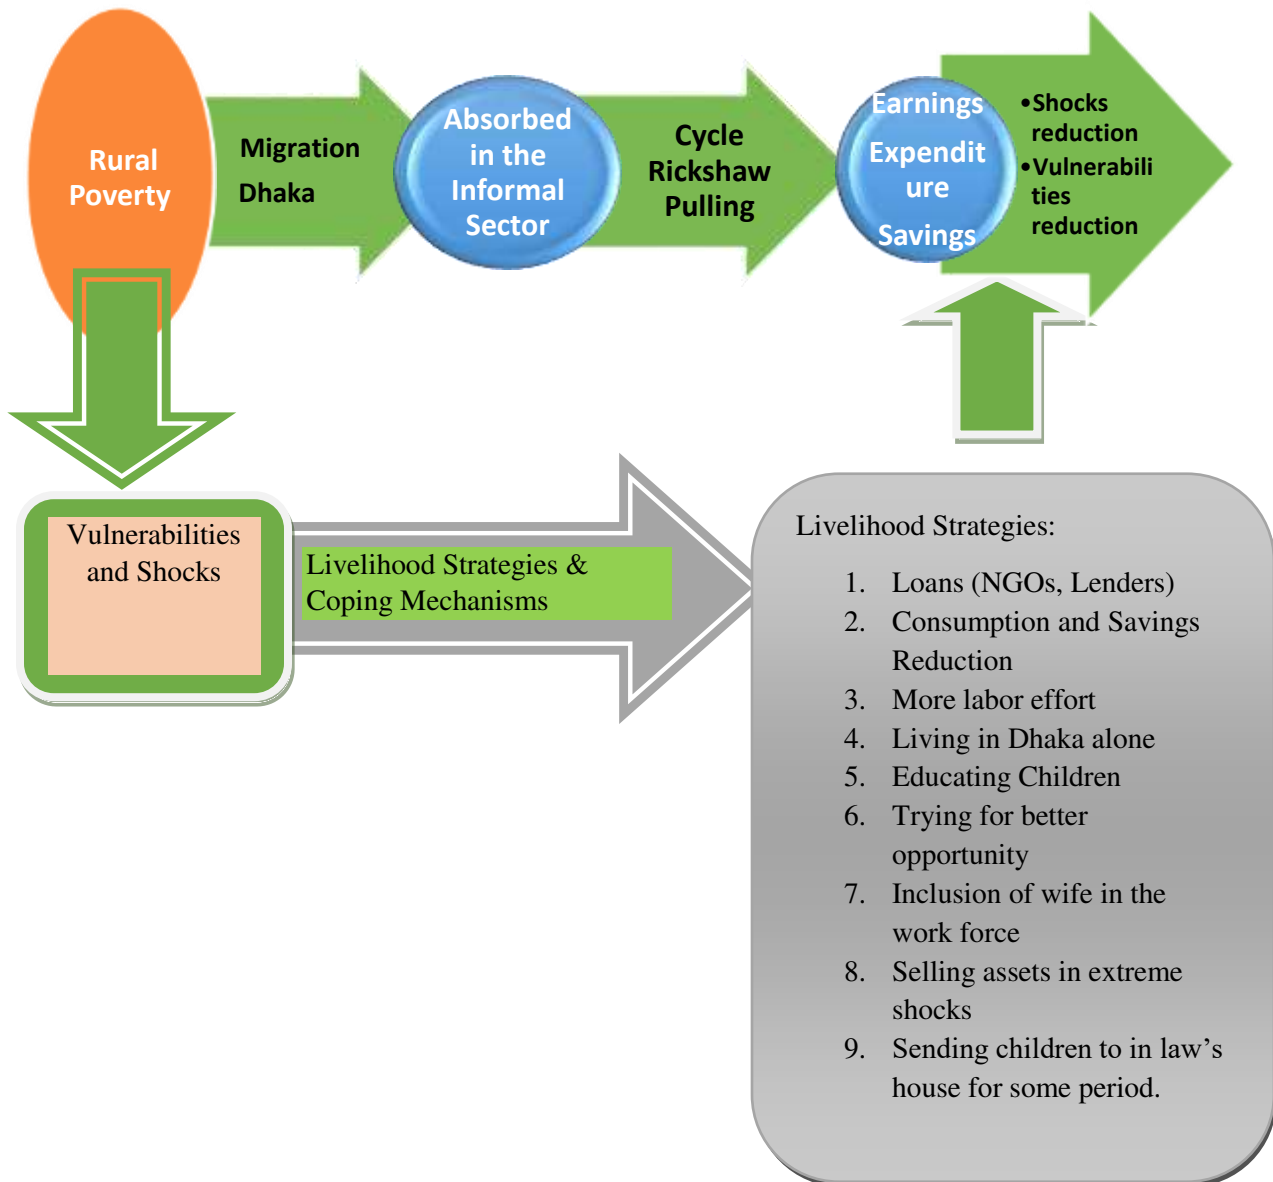 Rural
Poverty
Migration
Dhaka
Absorbed
in the
Informal
Sector
Cycle
Rickshaw
Pulling
Earnings
Expendit
ure
Savings
•Shocks
reduction
•Vulnerabili
ties
reduction
Vulnerabilities
and Shocks
Livelihood Strategies &
Coping Mechanisms
Livelihood Strategies:
1. Loans (NGOs, Lenders)
2. Consumption and Savings
Reduction
3. More labor effort
4. Living in Dhaka alone
5. Educating Children
6. Trying for better
opportunity
7. Inclusion of wife in the
work force
8. Selling assets in extreme
shocks
9. Sending children to in law’s
house for some period.